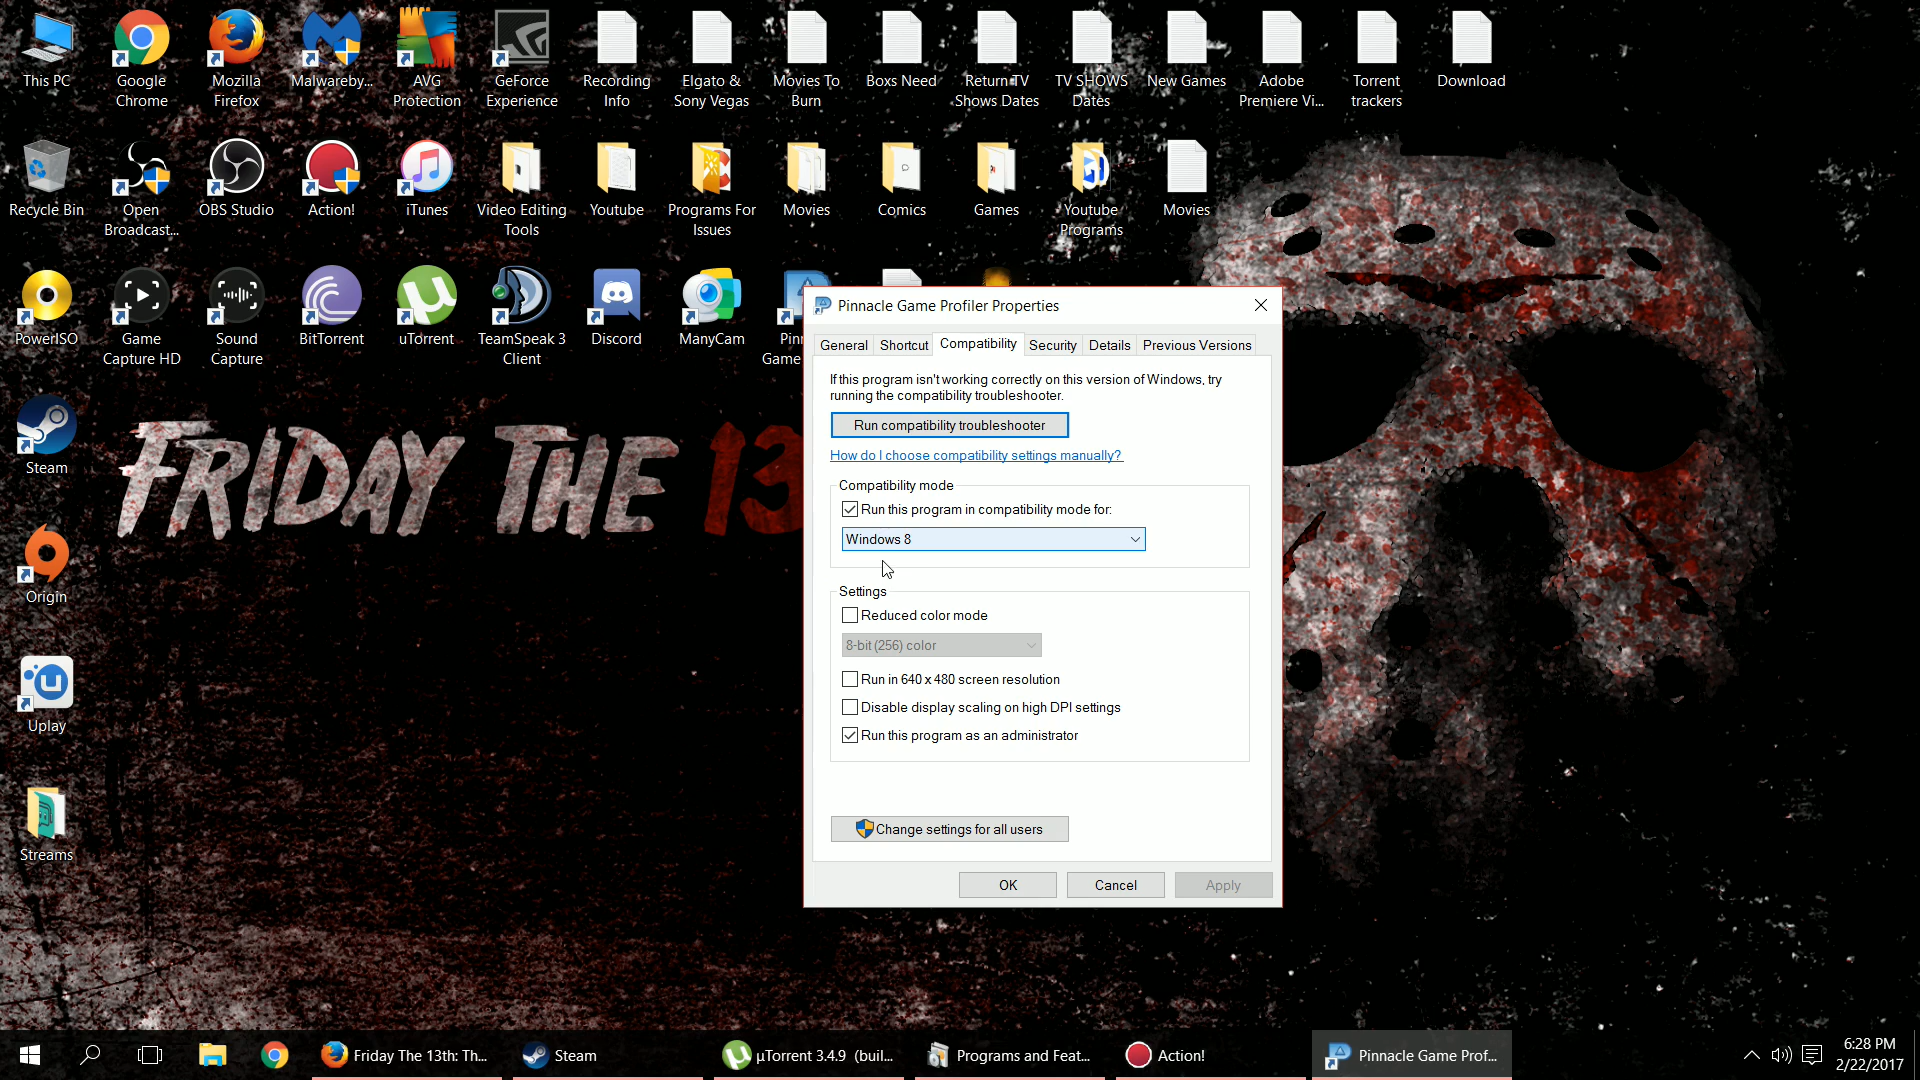 This PC
Google
Chrome
Mozilla
Firefox
Malwareby...
AVG
Protection
GeForce
Experience
Recording
Info
Elgato &
Sony Vegas
Movies To
Burn
Boxs Need
Return TV
Shows Dates
TV SHOWS
Dates
New Games
Adobe
Premiere Vi...
Torrent
trackers
Download
Recycle Bin
Open
Broadcast...
OBS Studio
Action!
iTunes
Video Editing
Tools
Youtube
Programs For
Issues
Movies
Comics
Games
Youtube
Programs
Movies
PowerISO
Game
Capture HD
Sound
Capture
BitTorrent
uTorrent
TeamSpeak 3
Client
Discord
ManyCam
Pinn
Game
Steam
Origin
Uplay
Streams
FRIDAY THE 13
Pinnacle Game Profiler Properties
General
Shortcut
Compatibility
Security
Details
Previous Versions
If this program isn't working correctly on this version of Windows, try
running the compatibility troubleshooter.
Run compatibility troubleshooter
How do I choose compatibility settings manually?
Compatibility mode
Run this program in compatibility mode for:
Windows 8
Settings
Reduced color mode
8-bit (256) color
Run in 640 x 480 screen resolution
Disable display scaling on high DPI settings
Run this program as an administrator
Change settings for all users
OK
Cancel
Apply
Friday The 13th: Th...
Steam
µTorrent 3.4.9 (buil...
Programs and Feat...
Action!
Pinnacle Game Prof...
6:28 PM
2/22/2017